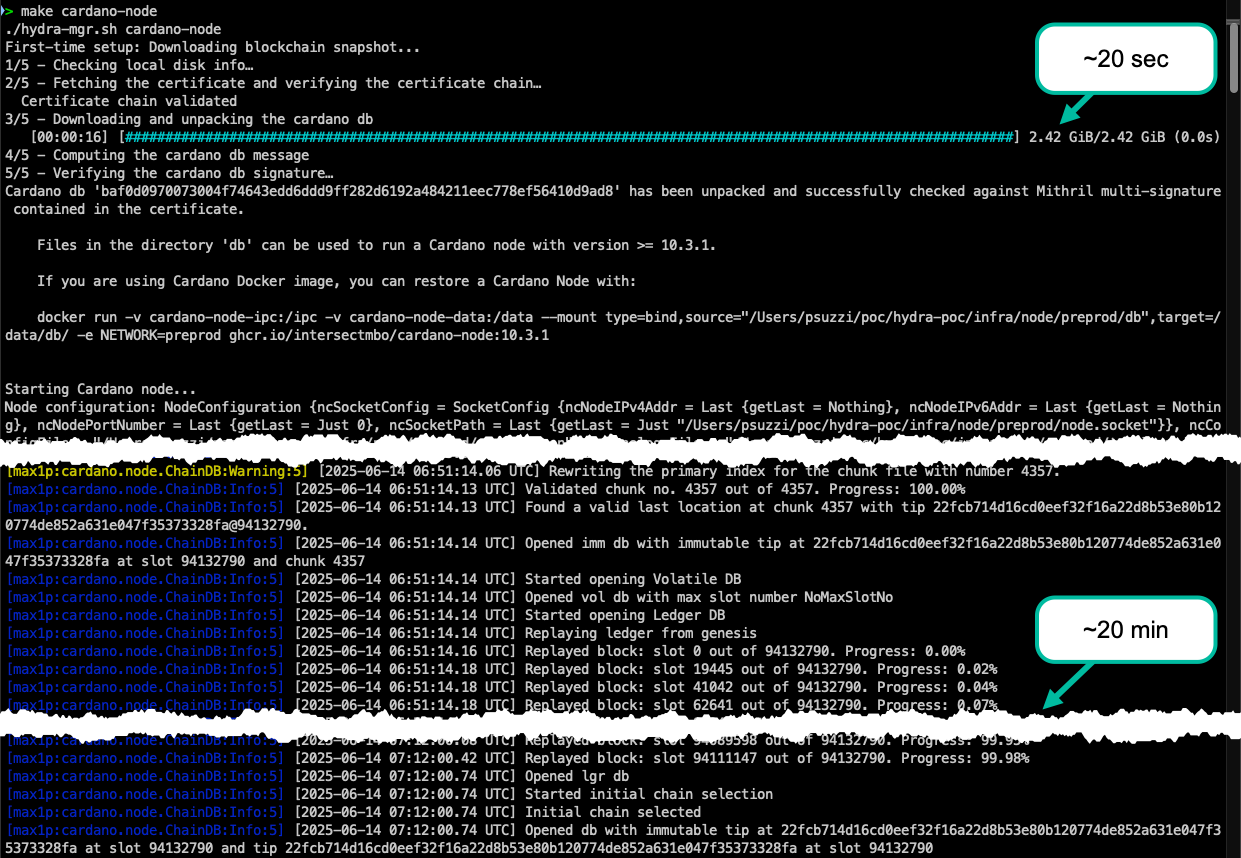 > make cardano-node
./hydra-mgr.sh cardano-node
First-time setup: Downloading blockchain snapshot...
1/5 - Checking local disk info…
2/5 - Fetching the certificate and verifying the certificate chain…
Certificate chain validated
~20 sec
3/5 - Downloading and unpacking the cardano db
[00:00:16] [###############################################################################################################] 2.42 GiB/2.42 GiB (0.0s)
4/5 - Computing the cardano db message
5/5 - Verifying the cardano db signature…
Cardano db 'baf0d0970073004f74643edd6ddd9ff282d6192a484211eec778ef56410d9ad8' has been unpacked and successfully checked against Mithril multi-signature
contained in the certificate.
Files in the directory 'db' can be used to run a Cardano node with version >= 10.3.1.
If you are using Cardano Docker image, you can restore a Cardano Node with:
docker run -v cardano-node-ipc:/ipc -v cardano-node-data:/data --mount type=bind,source="/Users/psuzzi/poc/hydra-poc/infra/node/preprod/db",target=/
data/db/ -e NETWORK=preprod ghcr.io/intersectmbo/cardano-node:10.3.1
Starting Cardano node...
Node configuration: NodeConfiguration {ncSocketConfig = SocketConfig {ncNodeIPv4Addr = Last {getLast = Nothing}, ncNodeIPv6Addr = Last {getLast = Nothin
g}, ncNodePortNumber = Last {getLast = Just 0}, ncSocketPath = Last {getLast = Just "/Users/psuzzi/poc/hydra-poc/infra/node/preprod/node.socket"}}, ncCo
[max1p:cardano.node.ChainDB:Warning:5] [2025-06-14 06:51:14.06 UTC] Rewriting the primary index for the chunk file with number 4357.
[max1p:cardano.node.ChainDB:Info:5] [2025-06-14 06:51:14.13 UTC] Validated chunk no. 4357 out of 4357. Progress: 100.00%
[max1p:cardano.node.ChainDB:Info:5] [2025-06-14 06:51:14.13 UTC] Found a valid last location at chunk 4357 with tip 22fcb714d16cd0eef32f16a22d8b53e80b12
0774de852a631e047f35373328fa@94132790.
[max1p:cardano.node.ChainDB:Info:5] [2025-06-14 06:51:14.14 UTC] Opened imm db with immutable tip at 22fcb714d16cd0eef32f16a22d8b53e80b120774de852a631e0
47f35373328fa at slot 94132790 and chunk 4357
[max1p:cardano.node.ChainDB:Info:5] [2025-06-14 06:51:14.14 UTC] Started opening Volatile DB
[max1p:cardano.node.ChainDB:Info:5] [2025-06-14 06:51:14.14 UTC] Opened vol db with max slot number NoMaxSlotNo
[max1p:cardano.node.ChainDB:Info:5] [2025-06-14 06:51:14.14 UTC] Started opening Ledger DB
[max1p:cardano.node.ChainDB:Info:5] [2025-06-14 06:51:14.14 UTC] Replaying ledger from genesis
~20 min
[max1p:cardano.node.ChainDB:Info:5] [2025-06-14 06:51:14.16 UTC] Replayed block: slot 0 out of 94132790. Progress: 0.00%
[max1p:cardano.node.ChainDB:Info:5] [2025-06-14 06:51:14.18 UTC] Replayed block: slot 19445 out of 94132790. Progress: 0.02%
[max1p:cardano.node.ChainDB:Info:5] [2025-06-14 06:51:14.18 UTC] Replayed block: slot 41042 out of 94132790. Progress: 0.04%
[max1p:cardano.node.ChainDB:Info:5] [2025-06-14 06:51:14.18 UTC] Replayed block: slot 62641 out of 94132790. Progress: 0.07%
[max1p:cardano.node.ChainDB:Info:5] UTC] Replayed block: slot out of 94132790. Progress:
[max1p:cardano.node.ChainDB:Info:5] [2025-06-14 07:12:00.42 UTC] Replayed block: slot 94111147 out of 94132790. Progress: 99.98%
[max1p:cardano.node.ChainDB:Info:5] [2025-06-14 07:12:00.74 UTC] Opened lgr db
[max1p:cardano.node.ChainDB:Info:5] [2025-06-14 07:12:00.74 UTC] Started initial chain selection
[max1p:cardano.node.ChainDB:Info:5] [2025-06-14 07:12:00.74 UTC] Initial chain selected
[max1p:cardano.node.ChainDB:Info:5] [2025-06-14 07:12:00.74 UTC] Opened db with immutable tip at 22fcb714d16cd0eef32f16a22d8b53e80b120774de852a631e047f3
5373328fa at slot 94132790 and tip 22fcb714d16cd0eef32f16a22d8b53e80b120774de852a631e047f35373328fa at slot 94132790